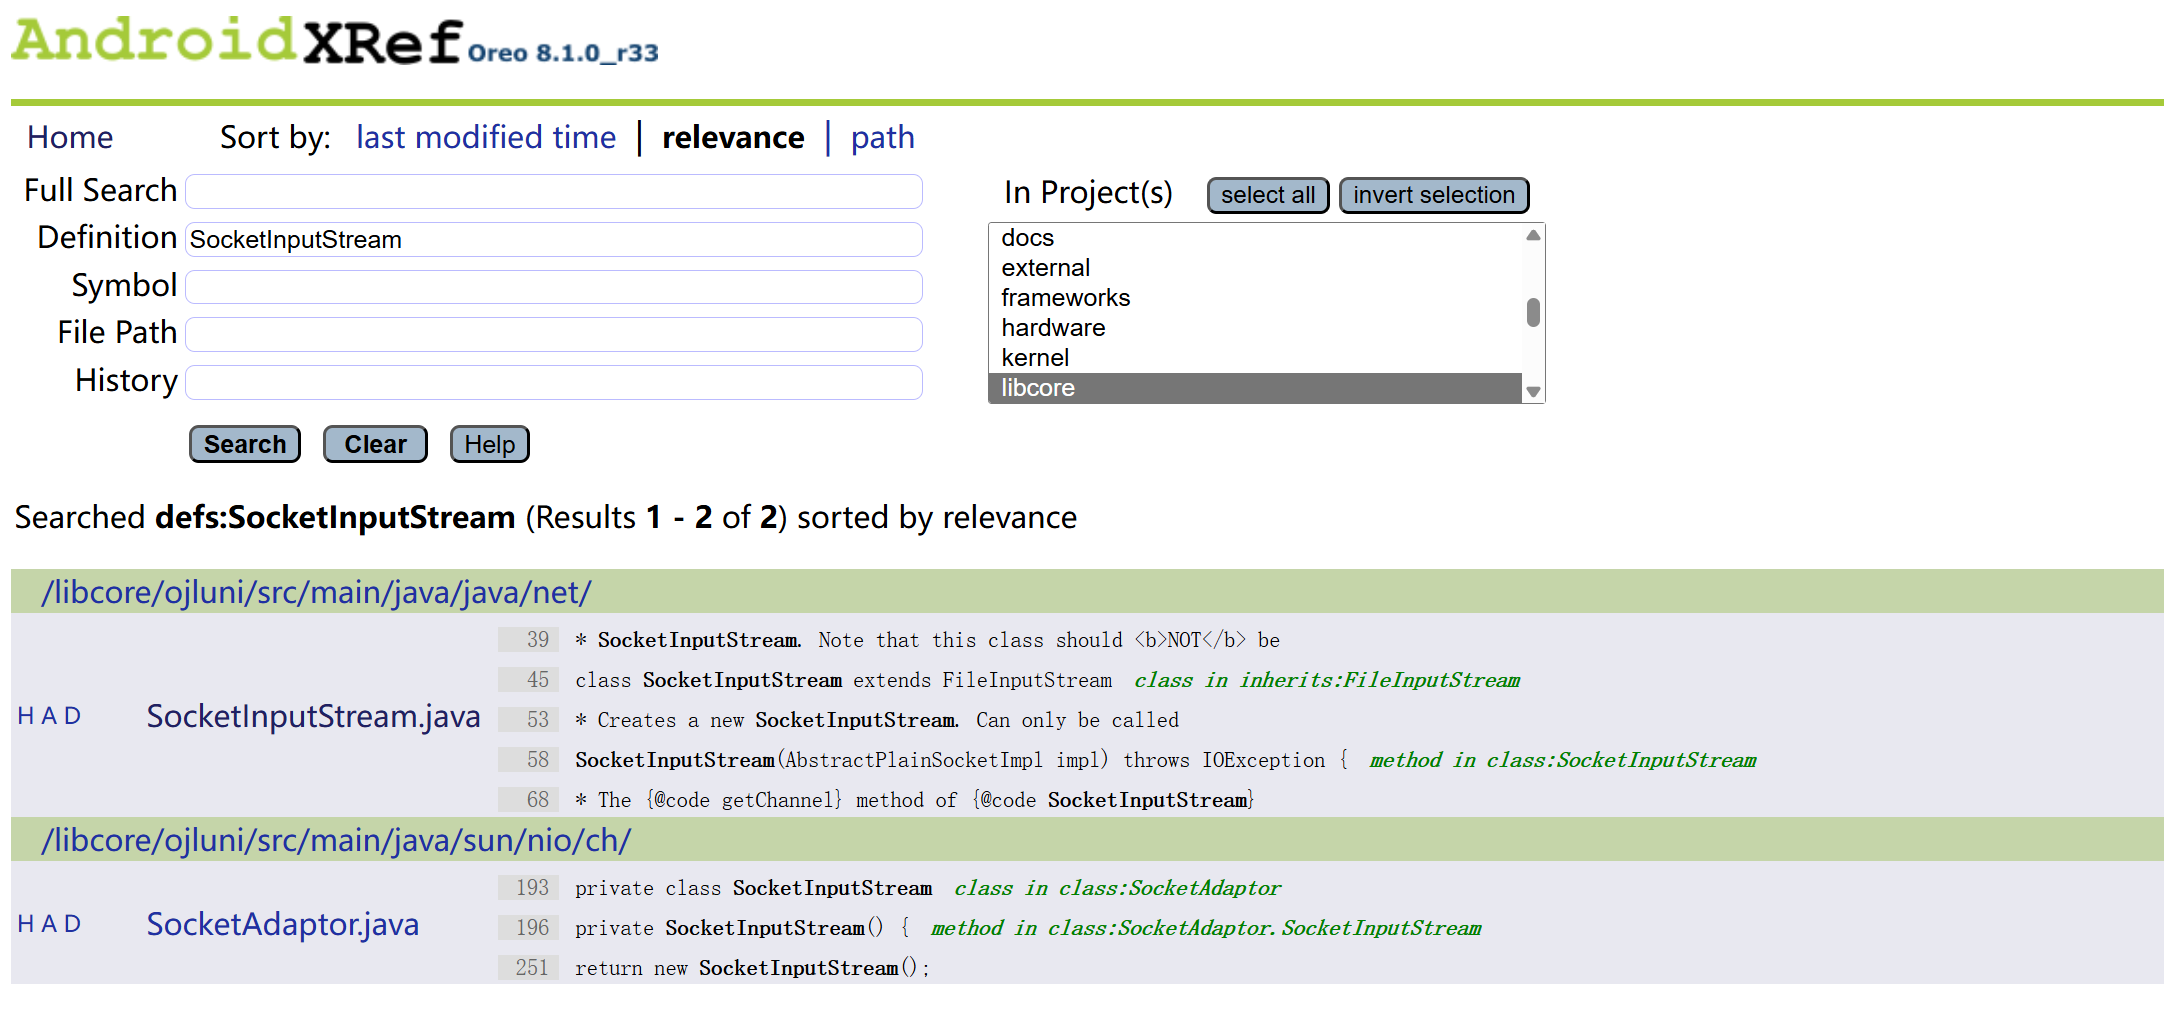 AndroidXRef Oreo 8.1.0_r33
Home Sort by: last modified time | relevance | path
Full Search
In Project(s) select all invert selection
Definition SocketInputStream
Symbol
File Path
History
docs
external
frameworks
hardware
kernel
libcore
Search Clear Help
Searched defs:SocketInputStream (Results 1 - 2 of 2) sorted by relevance
/libcore/ojluni/src/main/java/java/net/
H A D SocketInputStream.java
39 * SocketInputStream. Note that this class should <b>NOT</b> be
45 class SocketInputStream extends FileInputStream class in inherits:FileInputStream
53 * Creates a new SocketInputStream. Can only be called
58 SocketInputStream(AbstractPlainSocketImpl impl) throws IOException { method in class:SocketInputStream
68 * The {@code getChannel} method of {@code SocketInputStream}
/libcore/ojluni/src/main/java/sun/nio/ch/
H A D SocketAdaptor.java
193 private class SocketInputStream class in class:SocketAdaptor
196 private SocketInputStream() { method in class:SocketAdaptor.SocketInputStream
251 return new SocketInputStream();